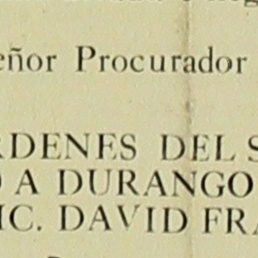 eñor Procurador
RDENES DEL S
O A DURANGO
IC. DAVID FRA